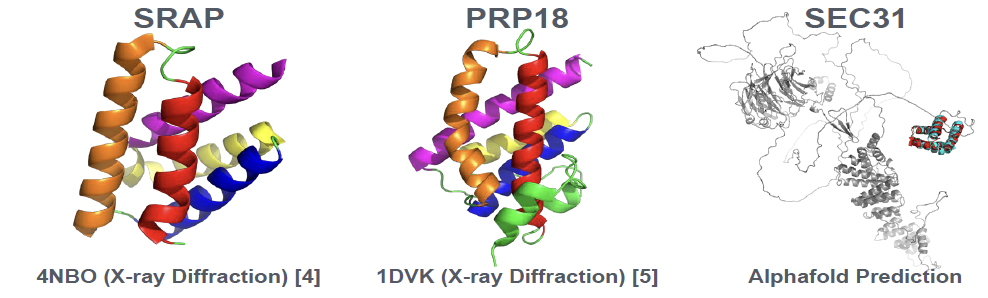 SRAP PRP18 SEC31
4NBO (X-ray Diffraction) [4] 1DVK (X-ray Diffraction) [5] Alphafold Prediction